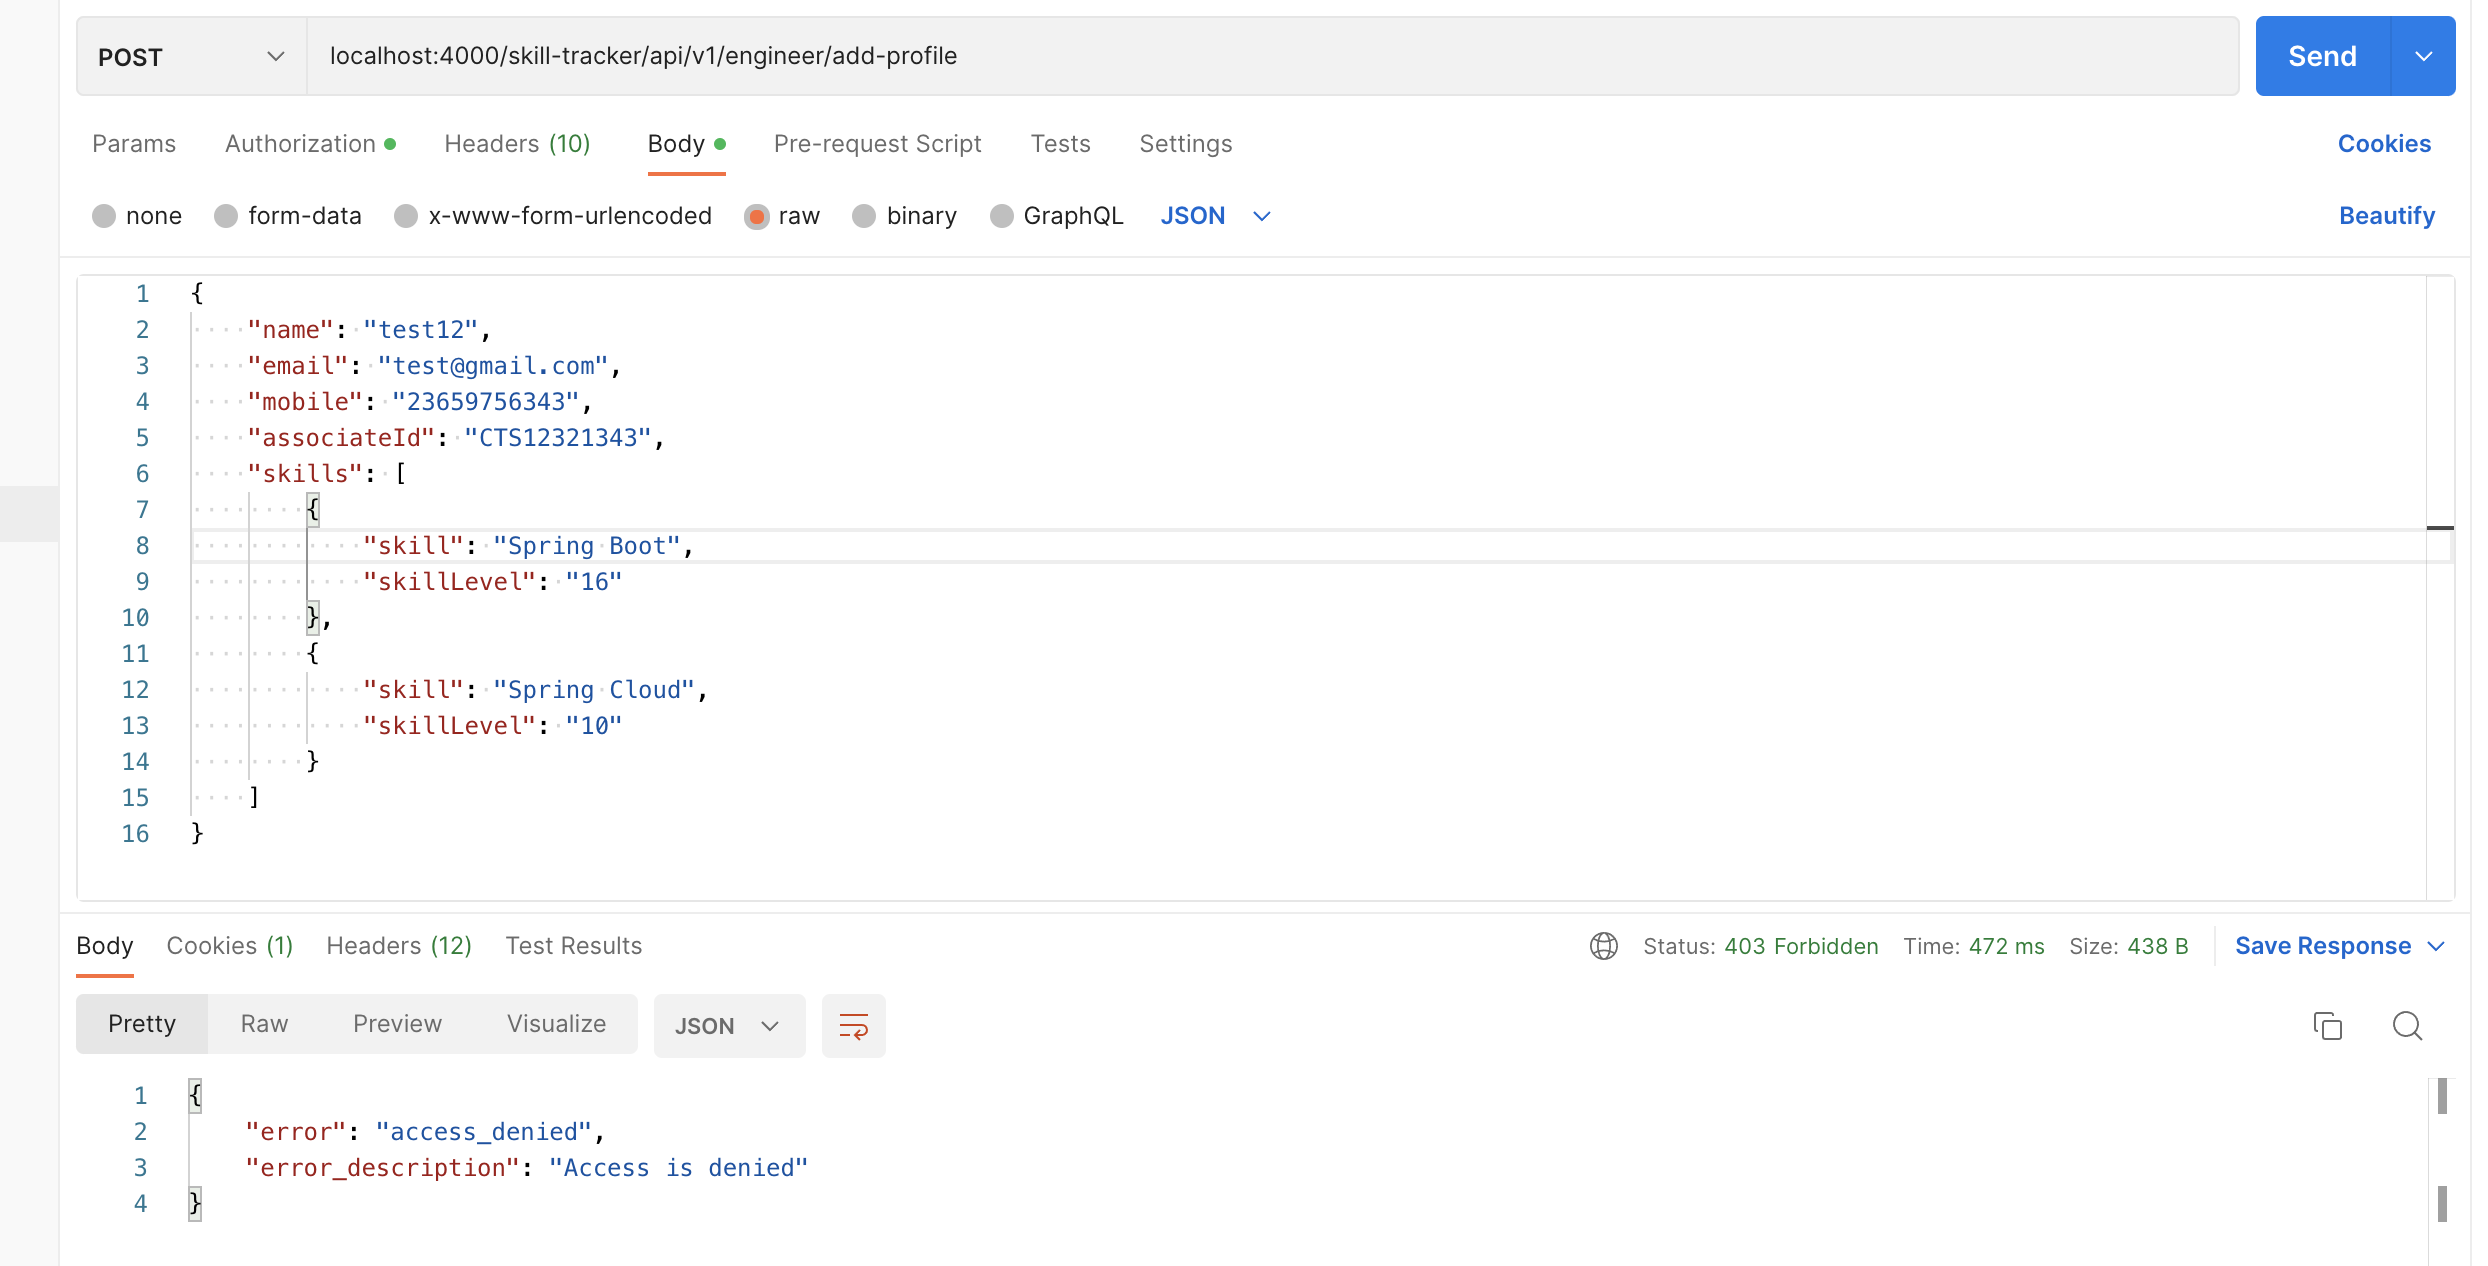 POST localhost:4000/skill-tracker/api/v1/engineer/add-profile Send
Params Authorization Headers (10) Body Pre-request Script Tests Settings Cookies
none form-data x-www-form-urlencoded raw binary GraphQL JSON Beautify
1 {
2 "name": "test12",
3 "email": "test@gmail.com",
4 "mobile": "23659756343",
5 "associateId": "CTS12321343",
6 "skills": [
7 {
8 "skill": "Spring Boot",
9 "skillLevel": "16"
10 },
11 {
12 "skill": "Spring Cloud",
13 "skillLevel": "10"
14 }
15 ]
16 }
Body Cookies (1) Headers (12) Test Results Status: 403 Forbidden Time: 472 ms Size: 438 B Save Response
Pretty Raw Preview Visualize JSON
1 {
2 "error": "access_denied",
3 "error_description": "Access is denied"
4 }